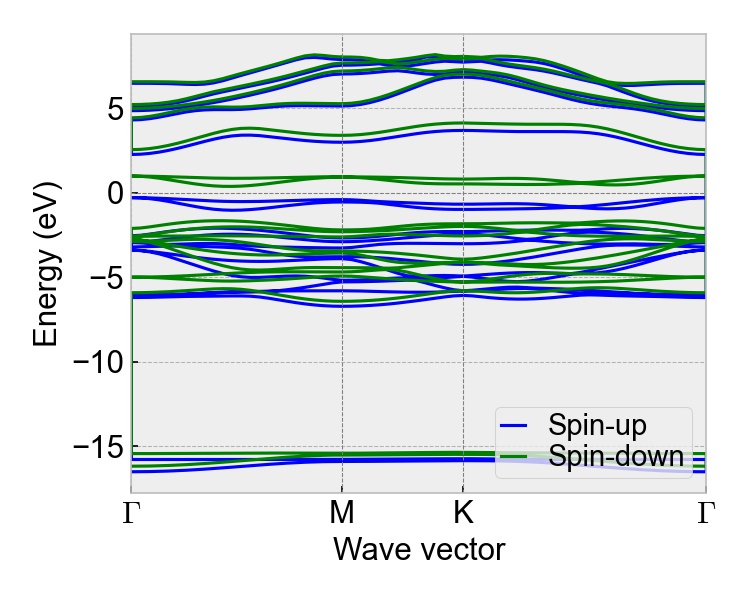 5
0
−5
−10
−15
Energy (eV)
Spin-up
Spin-down
Γ M K Γ
Wave vector